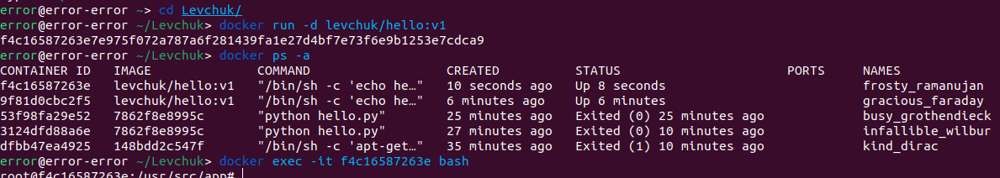 error@error-error ~> cd Levchuk/
error@error-error ~/Levchuk> docker run -d levchuk/hello:v1
f4c16587263e7e975f072a787a6f281439fa1e27d4bf7e73f6e9b1253e7cdca9
error@error-error ~/Levchuk> docker ps -a
CONTAINER ID   IMAGE              COMMAND                  CREATED          STATUS                      PORTS     NAMES
f4c16587263e   levchuk/hello:v1   "/bin/sh -c 'echo he…"   10 seconds ago   Up 8 seconds                          frosty_ramanujan
9f81d0cbc2f5   levchuk/hello:v1   "/bin/sh -c 'echo he…"   6 minutes ago    Up 6 minutes                          gracious_faraday
53f98fa29e52   7862f8e8995c       "python hello.py"        25 minutes ago   Exited (0) 25 minutes ago             busy_grothendieck
3124dfd88a6e   7862f8e8995c       "python hello.py"        27 minutes ago   Exited (0) 10 minutes ago             infallible_wilbur
dfbb47ea4925   148bdd2c547f       "/bin/sh -c 'apt-get…"   35 minutes ago   Exited (1) 10 minutes ago             kind_dirac
error@error-error ~/Levchuk> docker exec -it f4c16587263e bash
root@f4c16587263e:/usr/src/app#